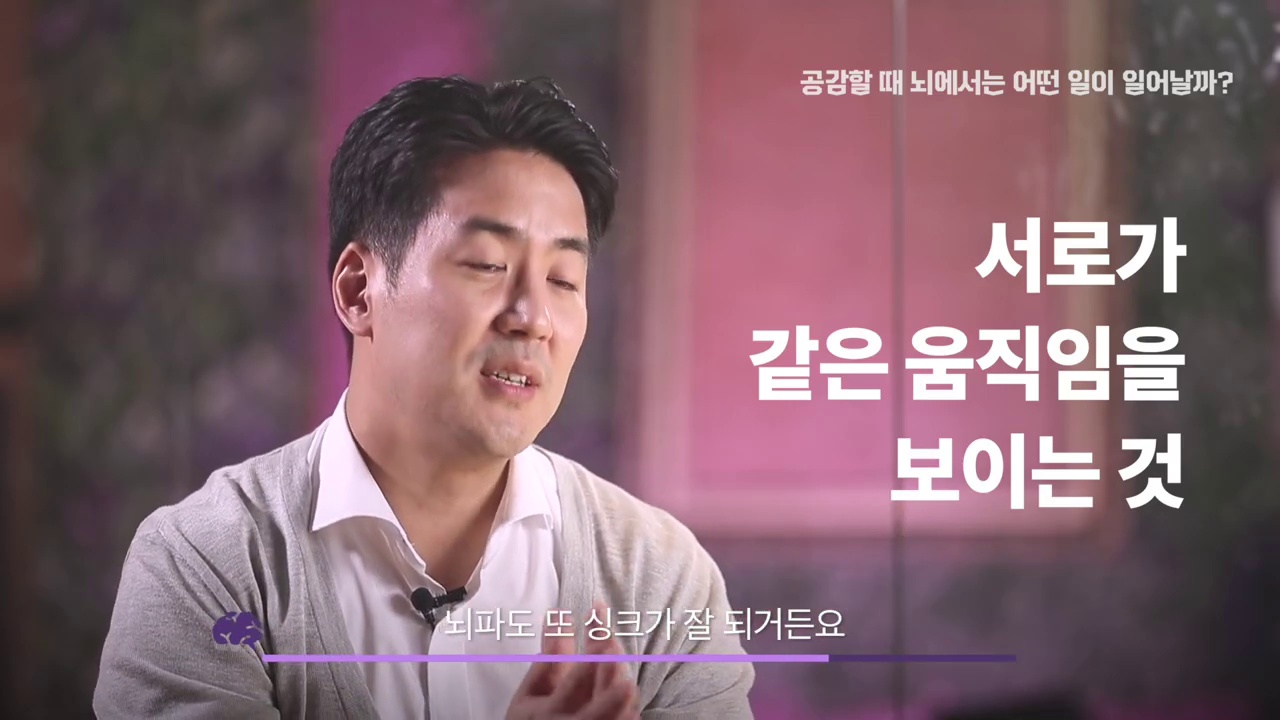 공감할 때 뇌에서는 어떤 일이 일어날까?
서로가
같은 움직임을
보이는 것
뇌파도 또 싱크가 잘 되거든요